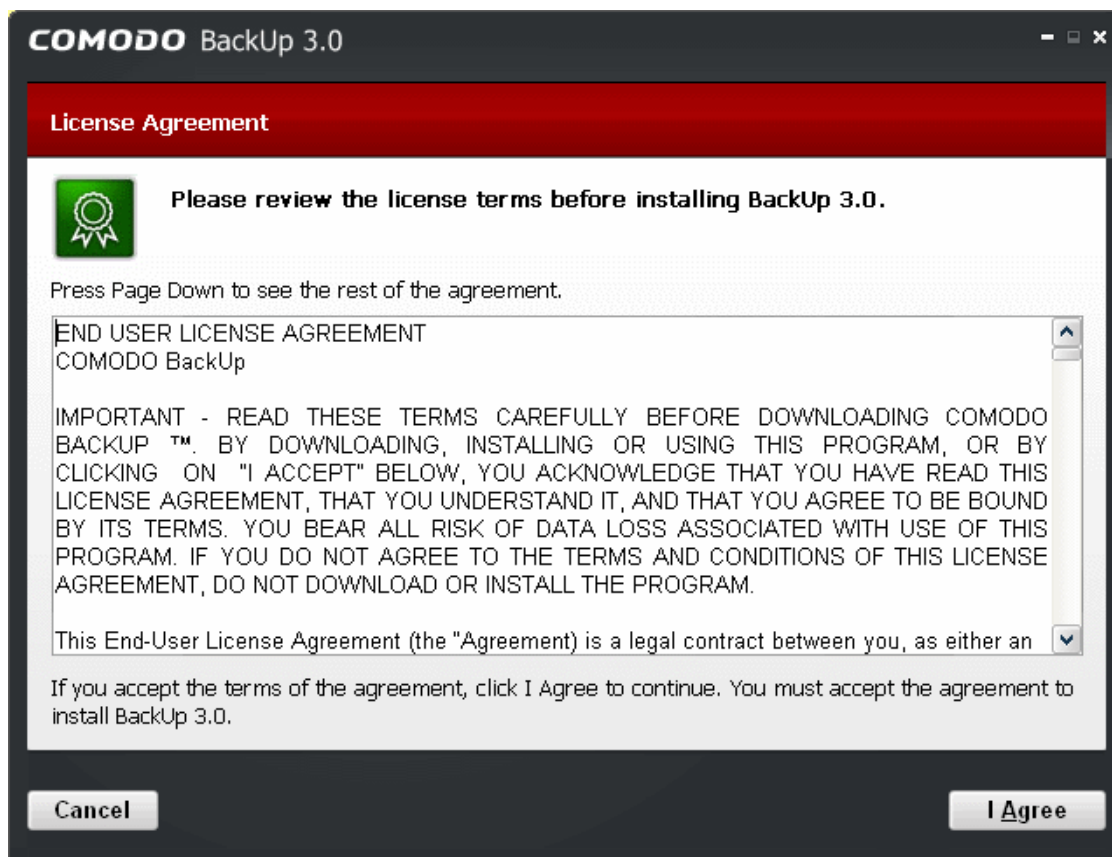 COMODO BackUp 3.0
License Agreement
Please review the license terms before installing BackUp 3.0.
Press Page Down to see the rest of the agreement.
END USER LICENSE AGREEMENT
COMODO BackUp
IMPORTANT - READ THESE TERMS CAREFULLY BEFORE DOWNLOADING COMODO
BACKUP ™. BY DOWNLOADING, INSTALLING OR USING THIS PROGRAM, OR BY
CLICKING ON "I ACCEPT" BELOW, YOU ACKNOWLEDGE THAT YOU HAVE READ THIS
LICENSE AGREEMENT, THAT YOU UNDERSTAND IT, AND THAT YOU AGREE TO BE BOUND
BY ITS TERMS. YOU BEAR ALL RISK OF DATA LOSS ASSOCIATED WITH USE OF THIS
PROGRAM. IF YOU DO NOT AGREE TO THE TERMS AND CONDITIONS OF THIS LICENSE
AGREEMENT, DO NOT DOWNLOAD OR INSTALL THE PROGRAM.
This End-User License Agreement (the "Agreement) is a legal contract between you, as either an
If you accept the terms of the agreement, click I Agree to continue. You must accept the agreement to
install BackUp 3.0.
Cancel
I Agree